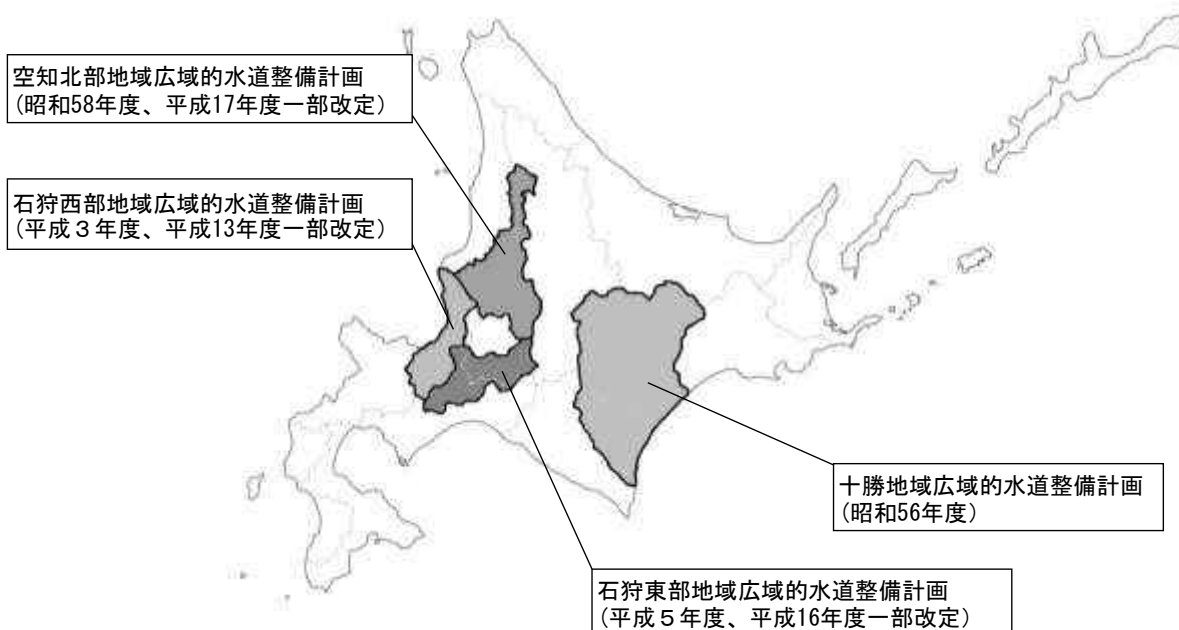 空知北部地域広域的水道整備計画
(昭和58年度、平成17年度一部改定)
石狩西部地域広域的水道整備計画
(平成３年度、平成13年度一部改定)
十勝地域広域的水道整備計画
(昭和56年度)
石狩東部地域広域的水道整備計画
(平成５年度、平成16年度一部改定)